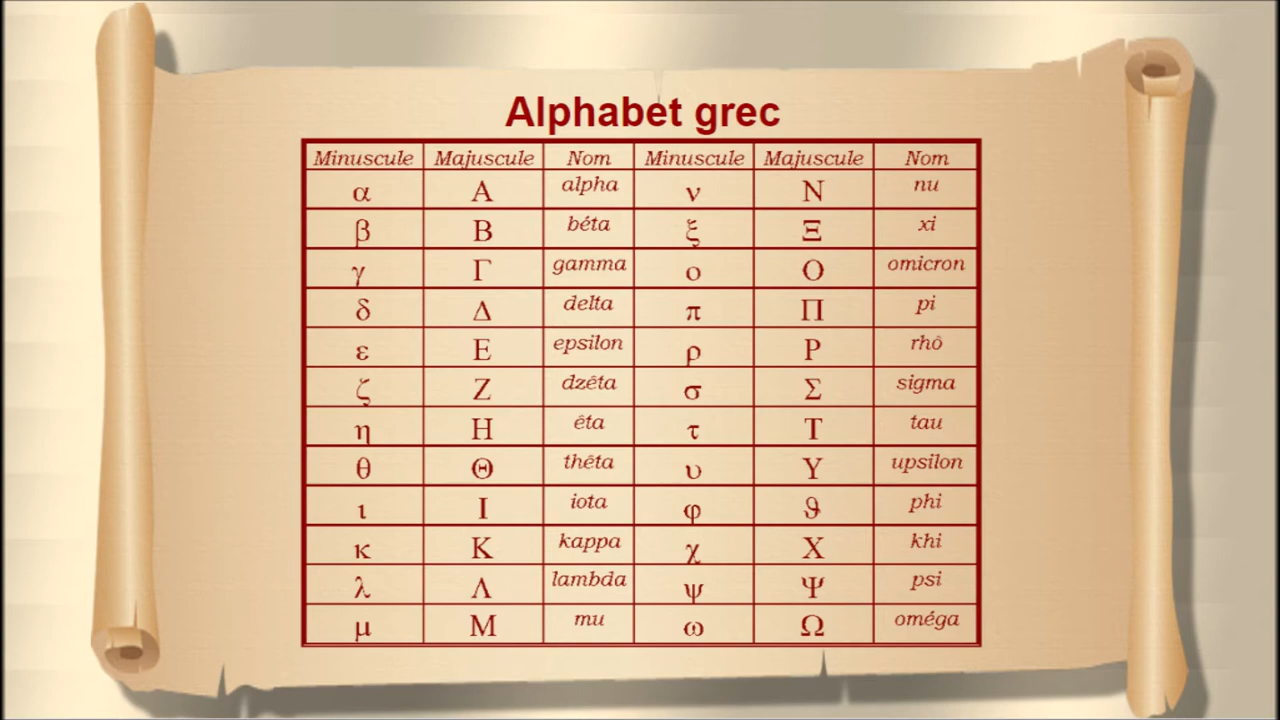 Alphabet grec
Minuscule Majuscule Nom Minuscule Majuscule Nom
α Α alpha ν Ν nu
β Β béta ξ Ξ xi
γ Γ gamma ο Ο omicron
δ Δ delta π Π pi
ε Ε epsilon ρ Ρ rhô
ζ Ζ dzêta σ Σ sigma
η Η êta τ Τ tau
θ Θ thêta υ Υ upsilon
ι Ι iota φ ϑ phi
κ Κ kappa χ Χ khi
λ Λ lambda ψ Ψ psi
μ Μ mu ω Ω oméga